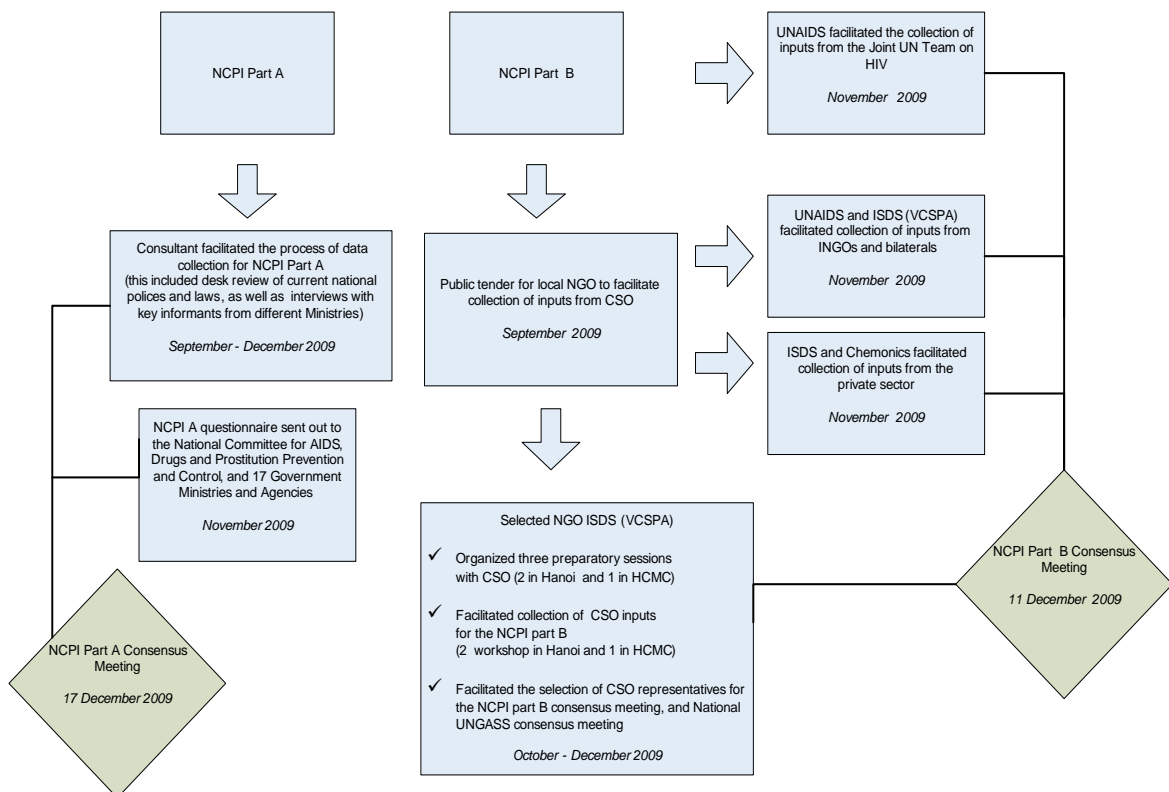 NCPI Part A
Consultant facilitated the process of data
collection for NCPI Part A
(this included desk review of current national
polices and laws, as well as interviews with
key informants from different Ministries)
September - December 2009
NCPI A questionnaire sent out to
the National Committee for AIDS,
Drugs and Prostitution Prevention
and Control, and 17 Government
Ministries and Agencies
November 2009
NCPI Part A Consensus
Meeting
17 December 2009
NCPI Part B
Public tender for local NGO to facilitate
collection of inputs from CSO
September 2009
Selected NGO ISDS (VCSPA)
✓ Organized three preparatory sessions
with CSO (2 in Hanoi and 1 in HCMC)
✓ Facilitated collection of CSO inputs
for the NCPI part B
(2 workshop in Hanoi and 1 in HCMC)
✓ Facilitated the selection of CSO representatives for
the NCPI part B consensus meeting, and National
UNGASS consensus meeting
October - December 2009
UNAIDS facilitated the collection of
inputs from the Joint UN Team on
HIV
November 2009
UNAIDS and ISDS (VCSPA)
facilitated collection of inputs from
INGOs and bilaterals
November 2009
ISDS and Chemonics facilitated
collection of inputs from the
private sector
November 2009
NCPI Part B Consensus
Meeting
11 December 2009